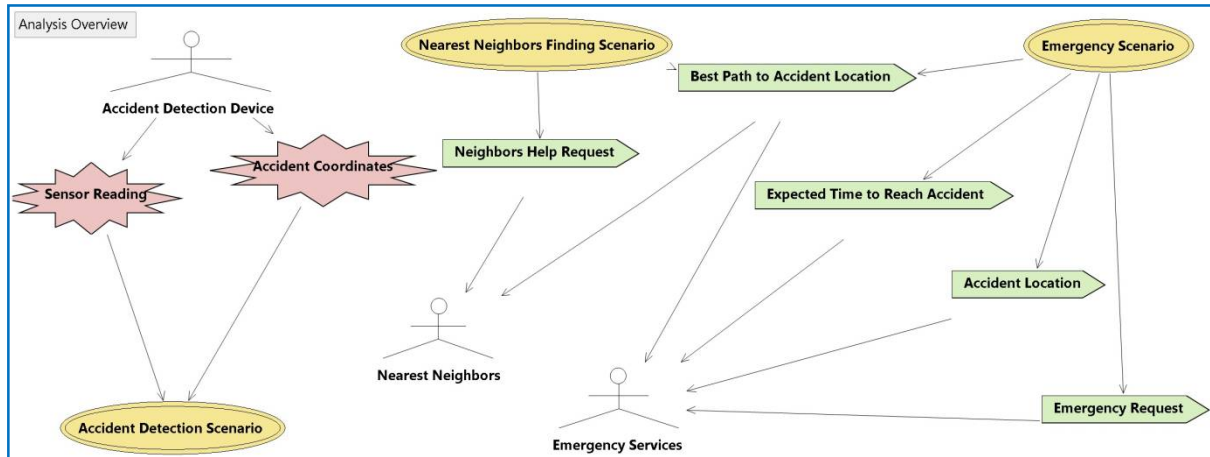 Analysis Overview
Nearest Neighbors Finding Scenario
Emergency Scenario
Best Path to Accident Location
Accident Detection Device
Neighbors Help Request
Accident Coordinates
Sensor Reading
Expected Time to Reach Accident
Accident Location
Nearest Neighbors
Emergency Request
Accident Detection Scenario
Emergency Services